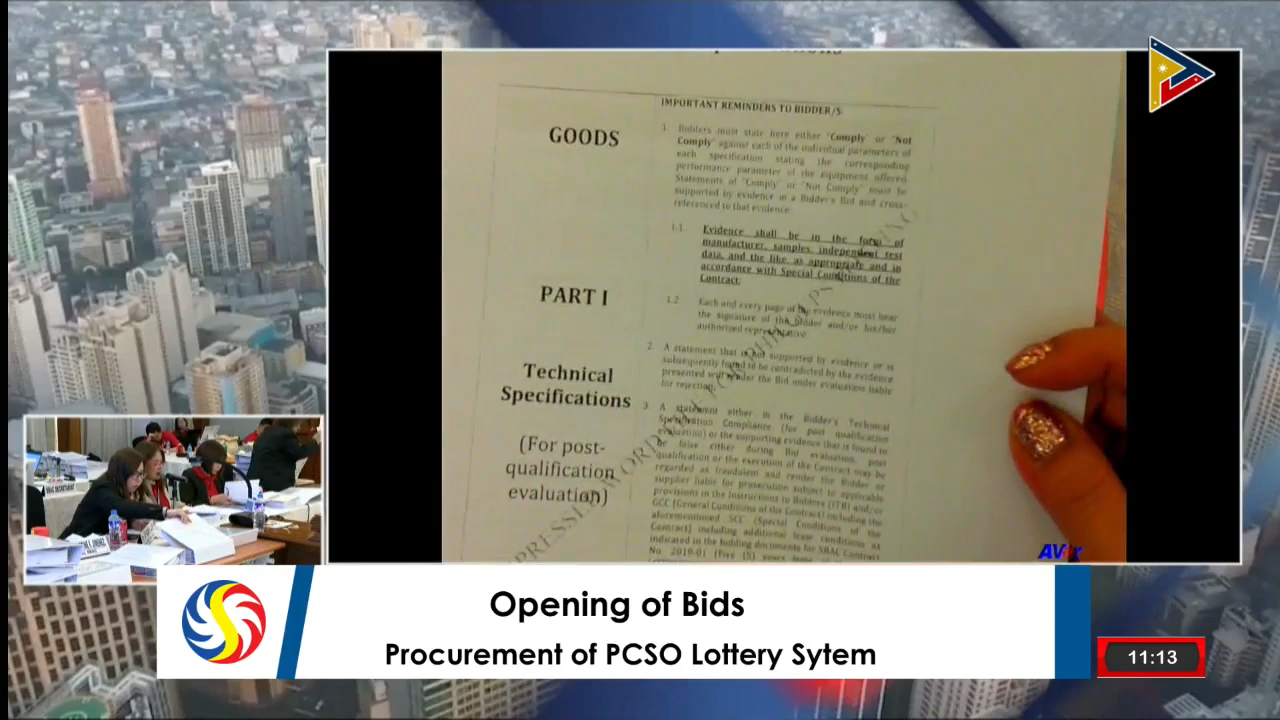 IMPORTANT REMINDERS TO BIDDER/S
GOODS
1. Bidders must state here either "Comply" or "Not
Comply" against each of the individual parameters of
each specification stating the corresponding
performance parameter of the equipment offered.
Statements of "Comply" or "Not Comply" must be
supported by evidence in a Bidder's Bid and cross-
referenced to that evidence.
1.1 Evidence shall be in the form of
manufacturer, samples, independent test
data, and the like, as appropriate and in
accordance with Special Conditions of the
Contract.
PART I
1.2 Each and every page of the evidence must bear
the signature of the bidder and/or his/her
authorized representative
2. A statement that is not supported by evidence or is
subsequently found to be contradicted by the evidence
presented will render the Bid under evaluation liable
for rejection.
Technical
Specifications
(For post-
qualification
evaluation)
3. A statement either in the Bidder's Technical
Specification Compliance (for post qualification
evaluation) or the supporting evidence that is found to
be false either during Bid evaluation, post
qualification or the execution of the Contract may be
regarded as fraudulent and render the Bidder or
supplier liable for prosecution subject to applicable
provisions in the Instructions to Bidders (ITB) and/or
GCC (General Conditions of the Contract) including the
aforementioned SCC (Special Conditions of the
Contract) including additional lease conditions as
indicated in the bidding documents for SBAC Contract
No 2019-01 (Five (5) years
AVer
Opening of Bids
Procurement of PCSO Lottery Sytem
11:13